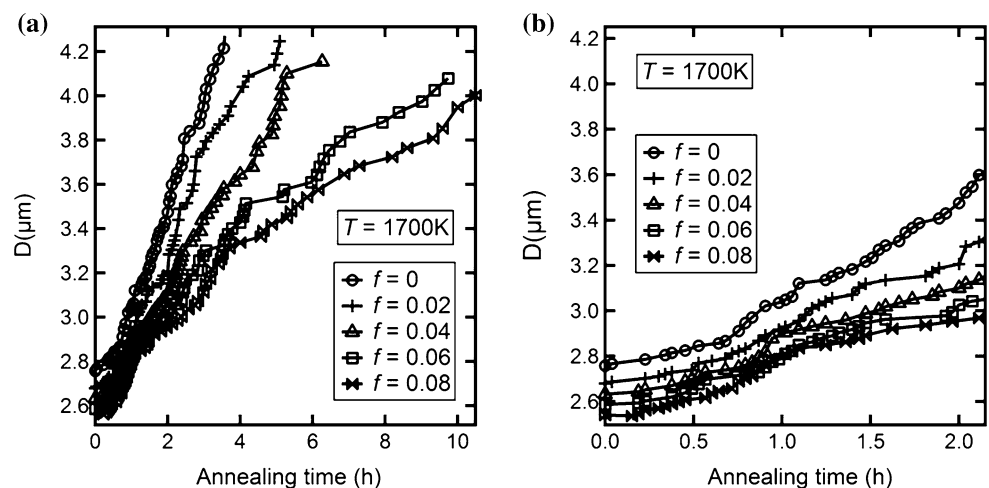 (a)
D(μm)
4.2
4.0
3.8
3.6
3.4
3.2
3.0
2.8
2.6
T = 1700K
f = 0
f = 0.02
f = 0.04
f = 0.06
f = 0.08
0 2 4 6 8 10
Annealing time (h)
(b)
D(μm)
4.2
4.0
3.8
3.6
3.4
3.2
3.0
2.8
2.6
T = 1700K
f = 0
f = 0.02
f = 0.04
f = 0.06
f = 0.08
0.0 0.5 1.0 1.5 2.0
Annealing time (h)